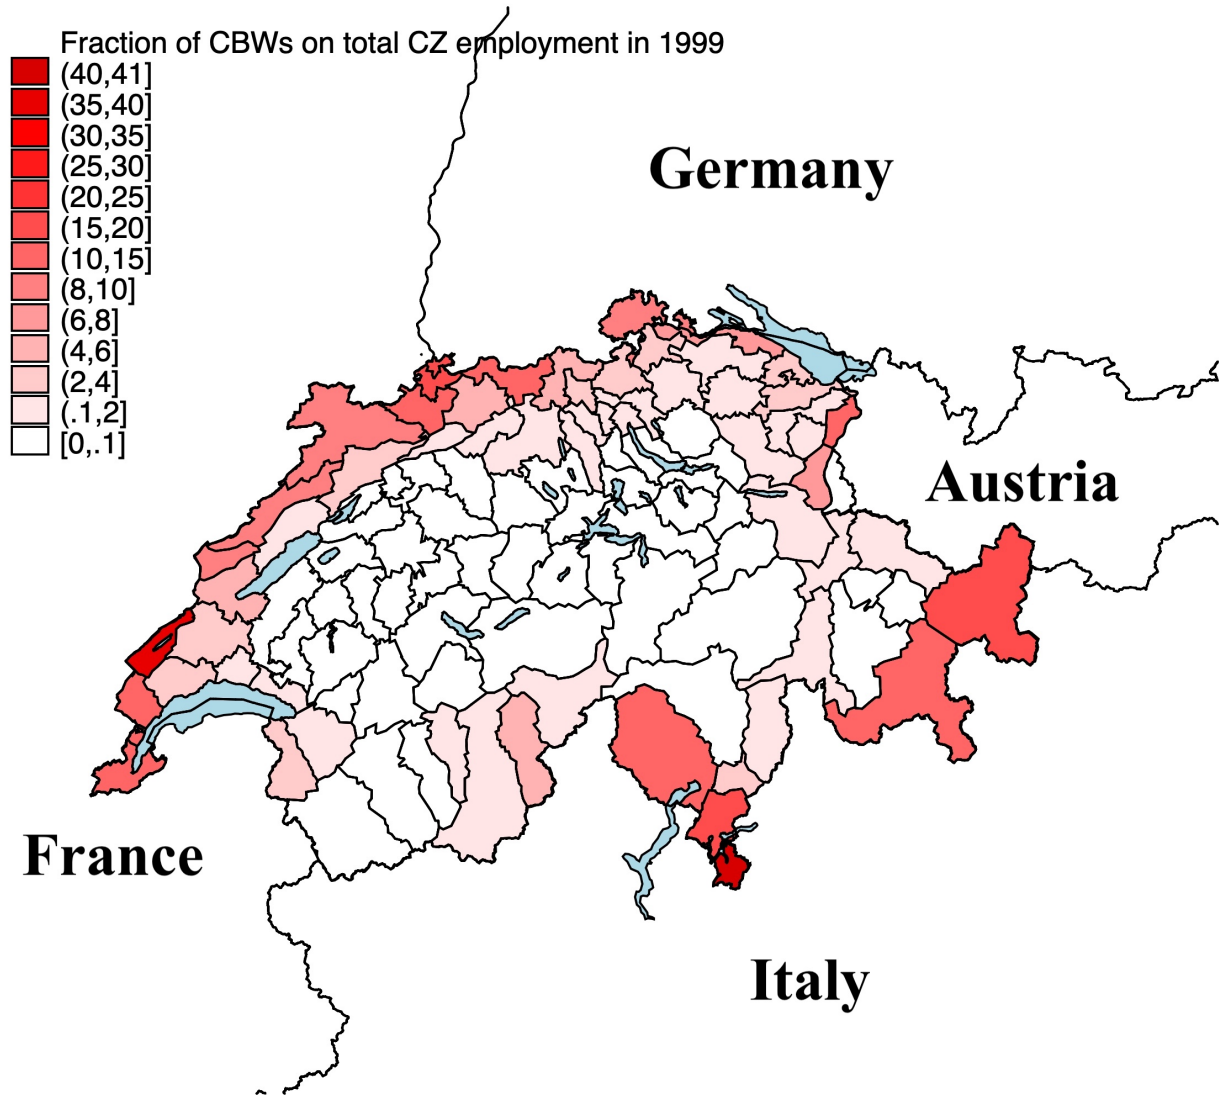 Fraction of CBWs on total CZ employment in 1999
(40,41]
(35,40]
(30,35]
(25,30]
(20,25]
(15,20]
(10,15]
(8,10]
(6,8]
(4,6]
(2,4]
(.1,2]
[0,.1]
Germany
Austria
France
Italy